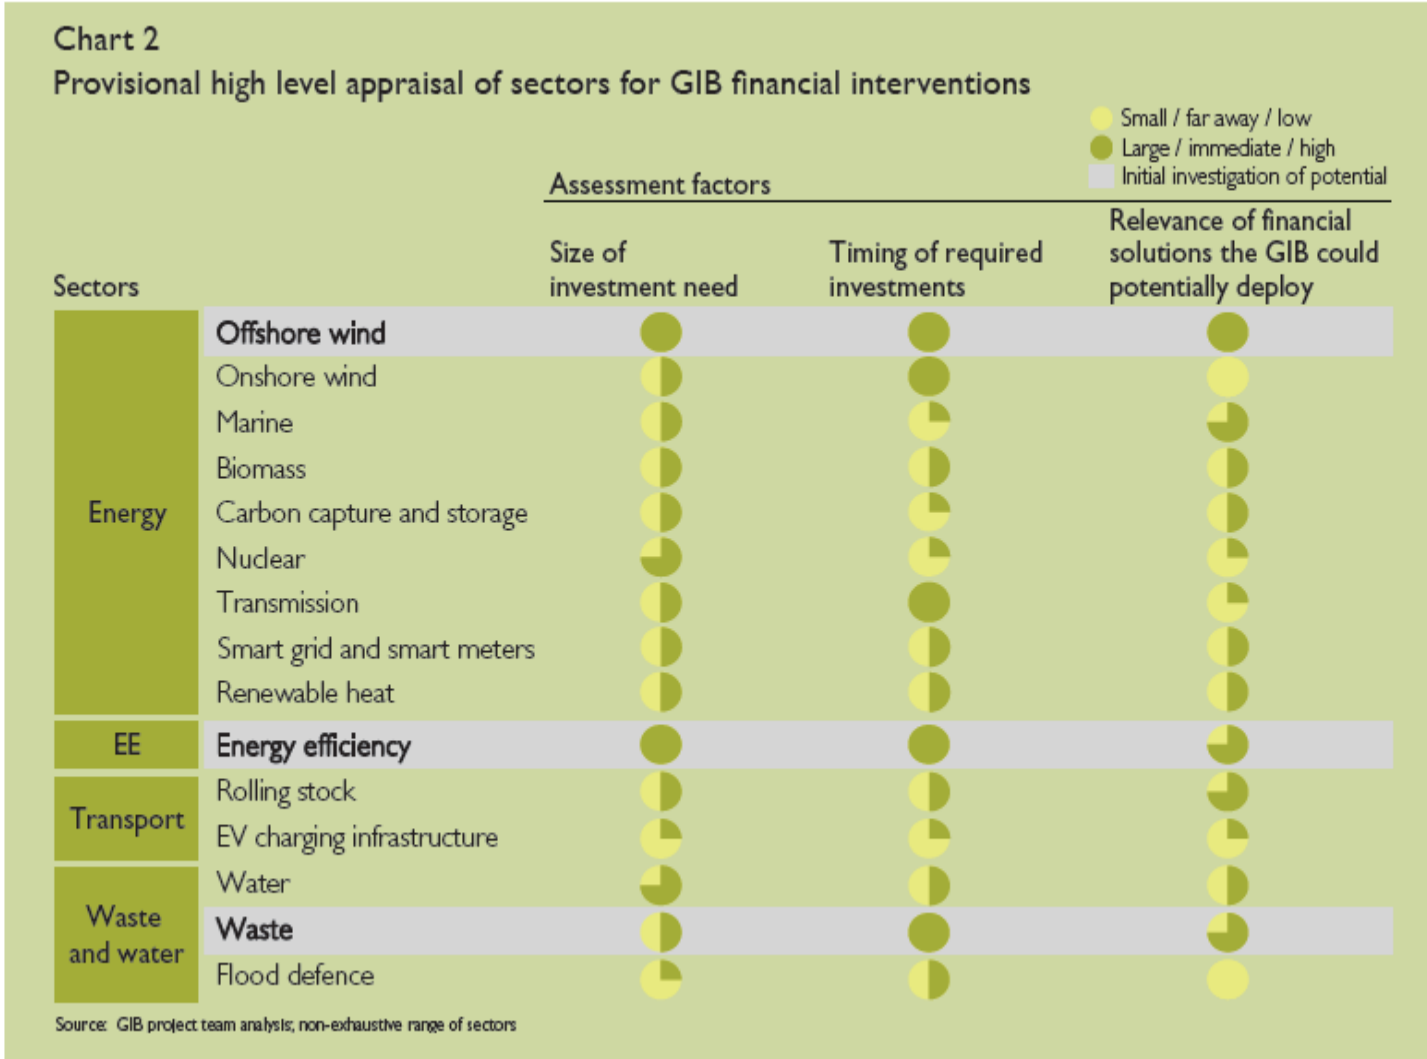 Chart 2
Provisional high level appraisal of sectors for GIB financial interventions
Small / far away / low
Large / immediate / high
Initial investigation of potential
Assessment factors
Sectors
Size of
investment need
Timing of required
investments
Relevance of financial
solutions the GIB could
potentially deploy
Energy
Offshore wind
Onshore wind
Marine
Biomass
Carbon capture and storage
Nuclear
Transmission
Smart grid and smart meters
Renewable heat
EE
Energy efficiency
Transport
Rolling stock
EV charging infrastructure
Waste
and water
Water
Waste
Flood defence
Source: GIB project team analysis; non-exhaustive range of sectors